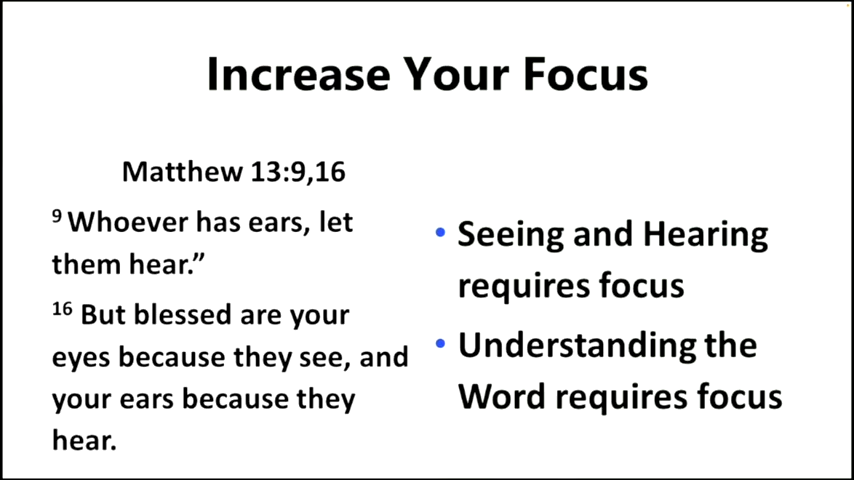 Increase Your Focus
Matthew 13:9,16
9 Whoever has ears, let
them hear.”
16 But blessed are your
eyes because they see, and
your ears because they
hear.
• Seeing and Hearing
requires focus
• Understanding the
Word requires focus